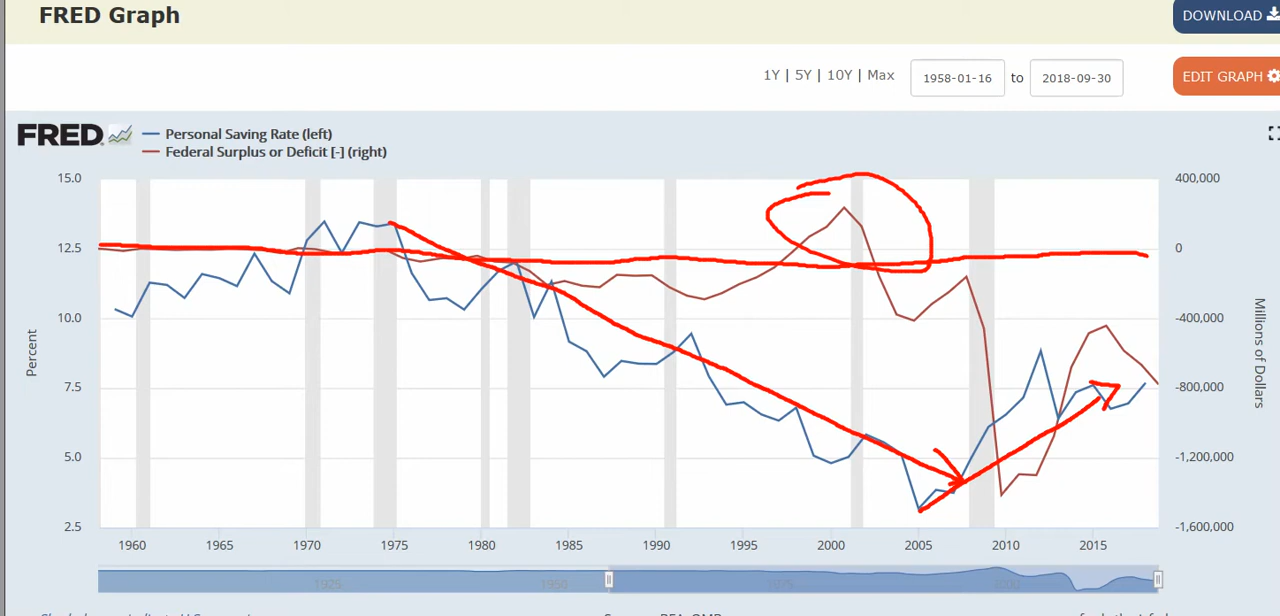 FRED Graph
DOWNLOAD
1Y | 5Y | 10Y | Max 1958-01-16 to 2018-09-30 EDIT GRAPH
FRED
Personal Saving Rate (left)
Federal Surplus or Deficit [-] (right)
15.0 400,000
12.5 0
10.0 -400,000
7.5 -800,000
5.0 -1,200,000
2.5 -1,600,000
Percent
Millions of Dollars
1960 1965 1970 1975 1980 1985 1990 1995 2000 2005 2010 2015
1925 1950 1975 2000